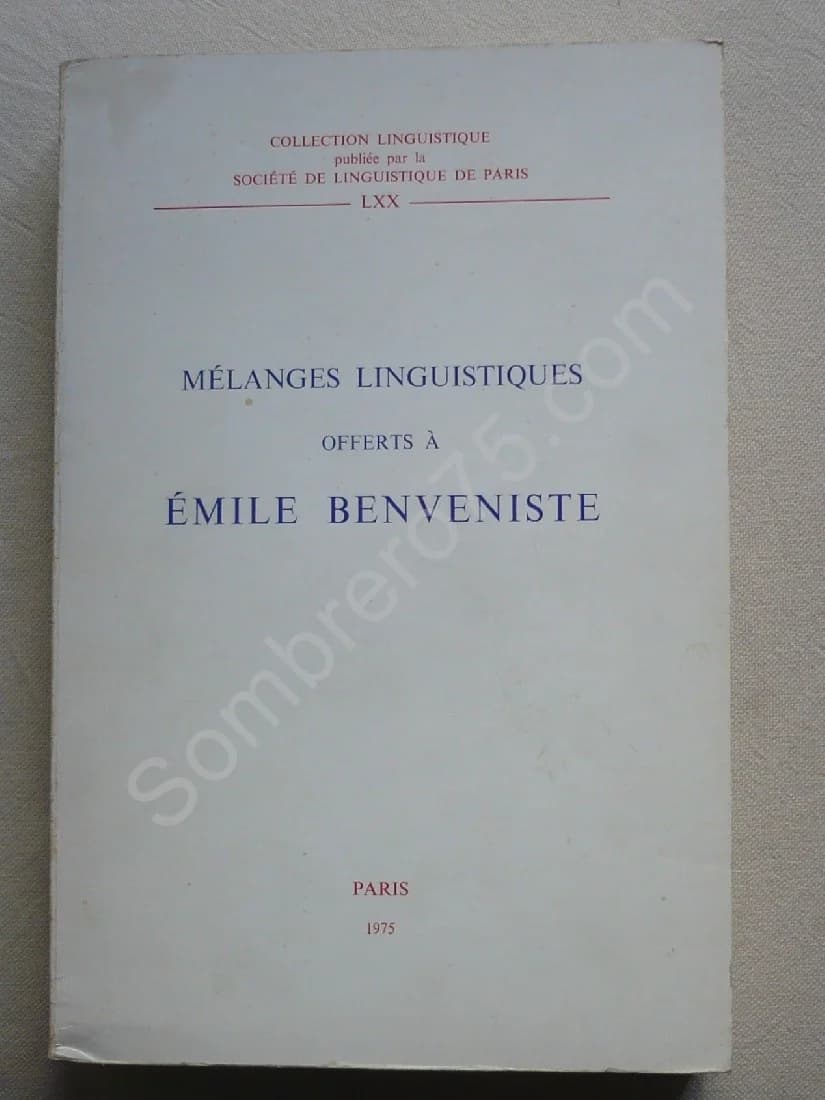 COLLECTION LINGUISTIQUE
publiée par la
SOCIÉTÉ DE LINGUISTIQUE DE PARIS
LXX
MÉLANGES LINGUISTIQUES
OFFERTS À
ÉMILE BENVENISTE
Sombrero75.com
PARIS
1975